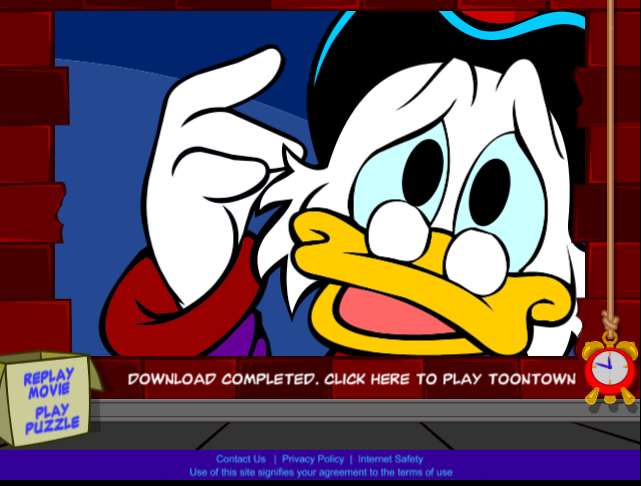 DOWNLOAD COMPLETED. CLICK HERE TO PLAY TOONTOWN
REPLAY
MOVIE
PLAY
PUZZLE
Contact Us | Privacy Policy | Internet Safety
Use of this site signifies your agreement to the terms of use